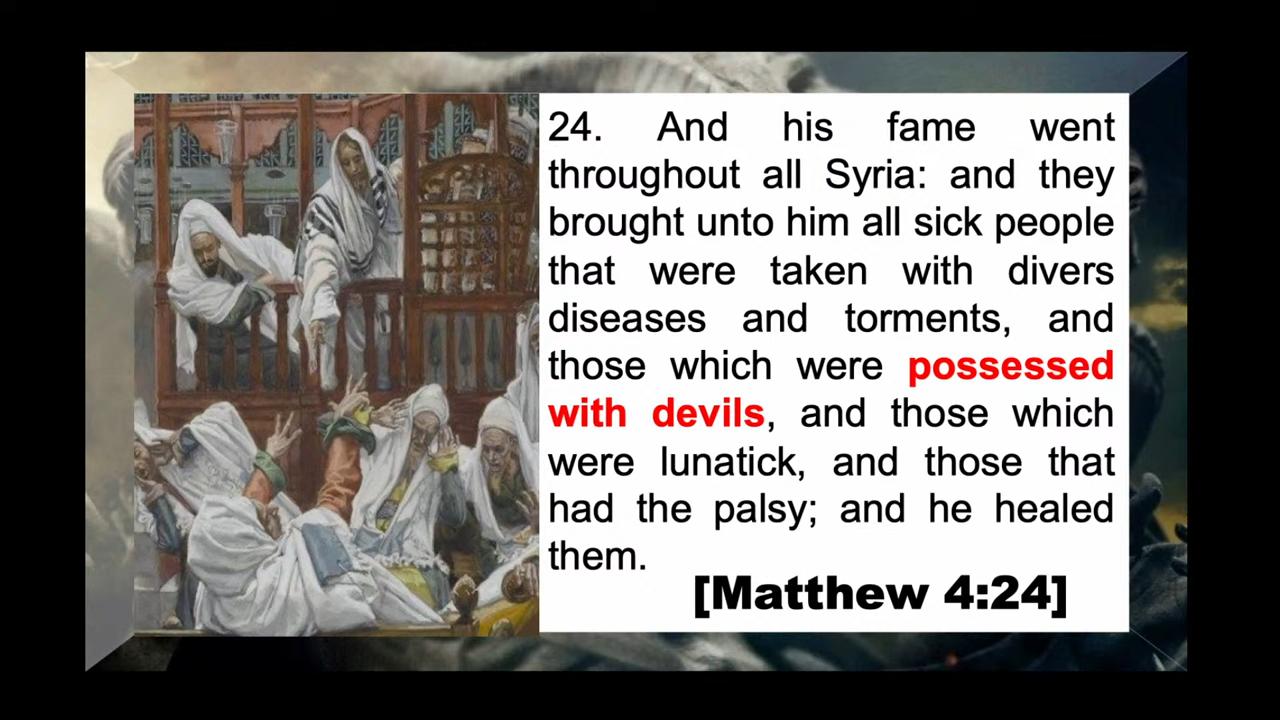 24. And his fame went
throughout all Syria: and they
brought unto him all sick people
that were taken with divers
diseases and torments, and
those which were possessed
with devils, and those which
were lunatick, and those that
had the palsy; and he healed
them.
[Matthew 4:24]